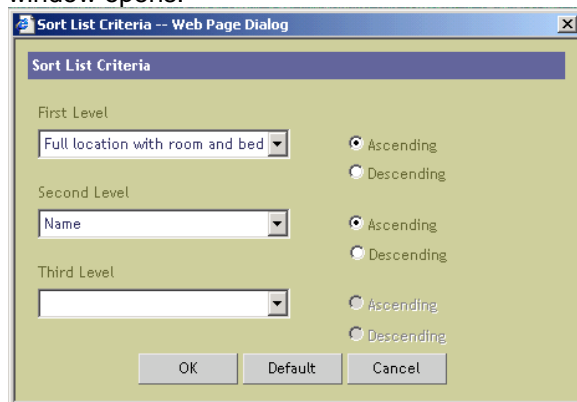 window opens.
Sort List Criteria -- Web Page Dialog
Sort List Criteria
First Level
Full location with room and bed
Ascending
Descending
Second Level
Name
Ascending
Descending
Third Level
Ascending
Descending
OK Default Cancel